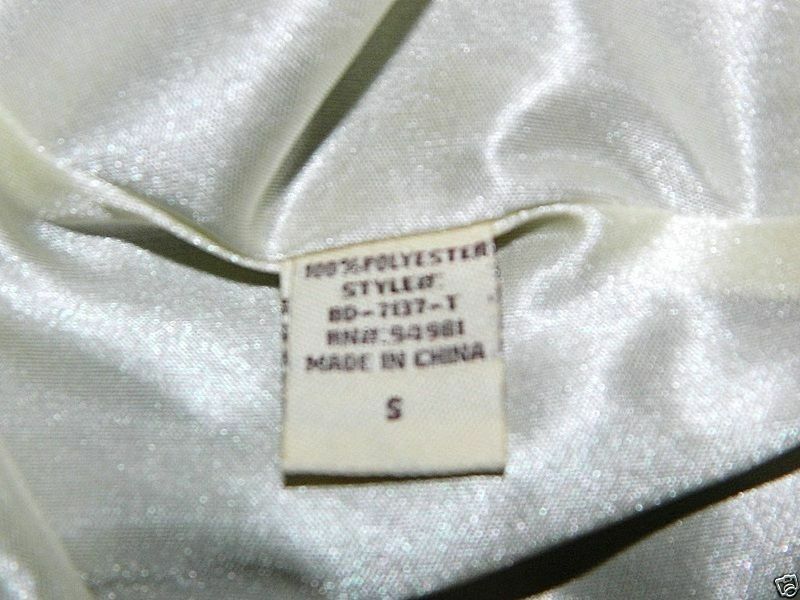 100% POLYESTER
STYLE#:
BD-7137-T
RN#:94981
MADE IN CHINA
S